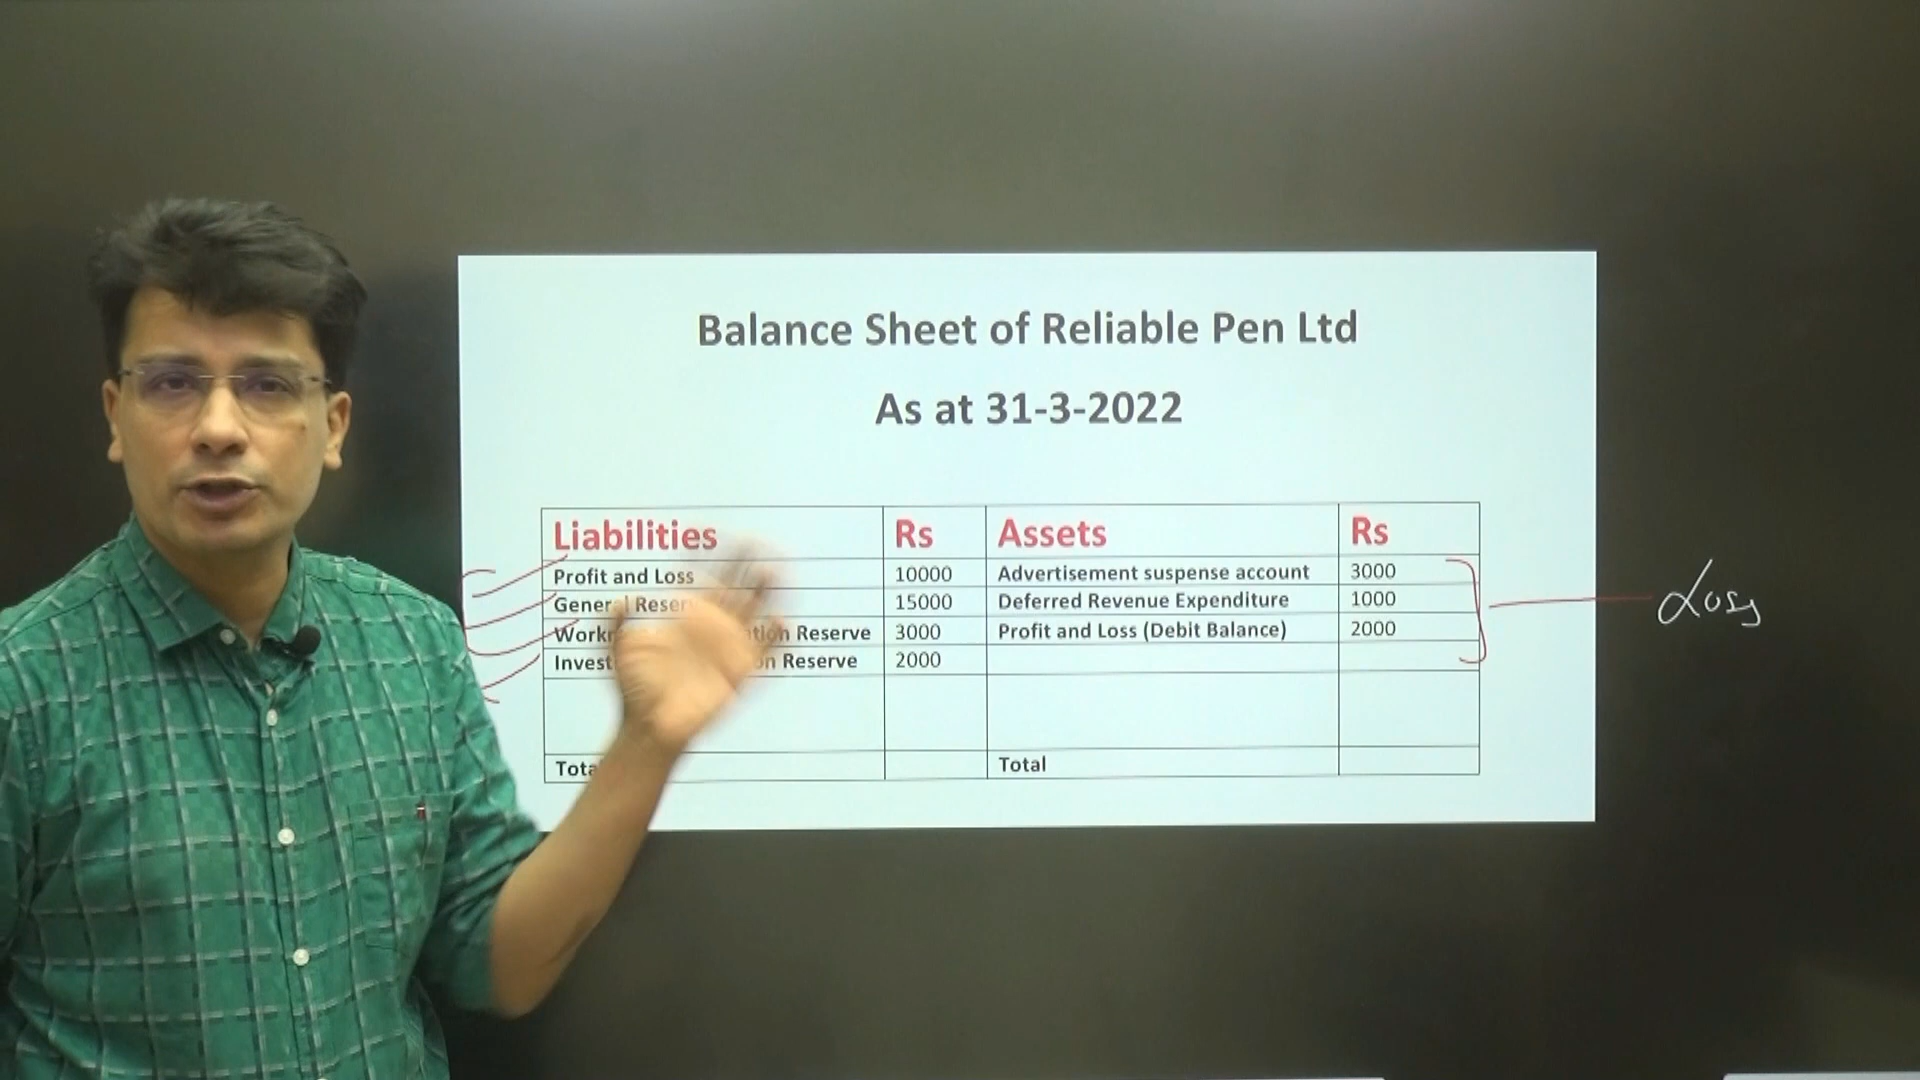 Balance Sheet of Reliable Pen Ltd
As at 31-3-2022
Liabilities Rs Assets Rs
Profit and Loss 10000 Advertisement suspense account 3000
General 15000 Deferred Revenue Expenditure 1000
Reserve 3000 Profit and Loss (Debit Balance) 2000
Reserve 2000
Total
Loss